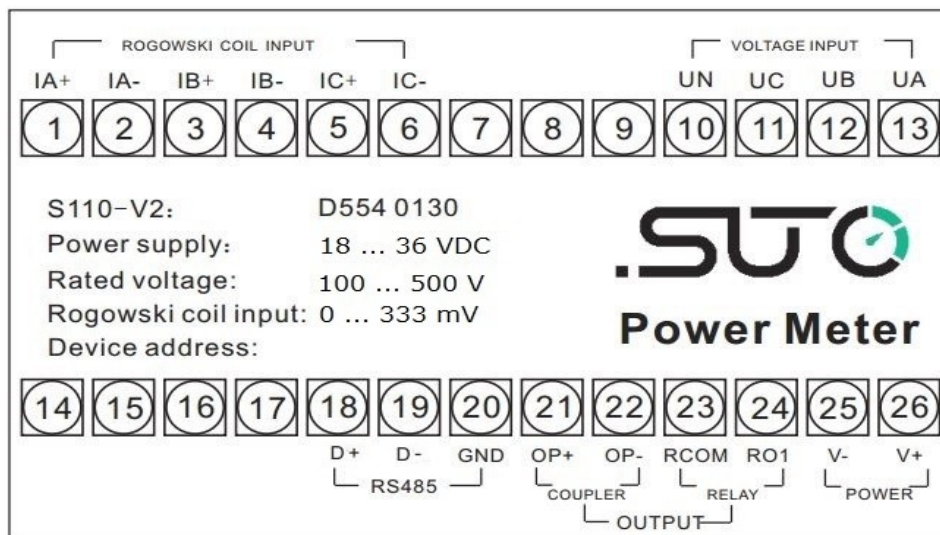 ROGOWSKI COIL INPUT VOLTAGE INPUT
IA+ IA- IB+ IB- IC+ IC- UN UC UB UA
1 2 3 4 5 6 7 8 9 10 11 12 13
S110-V2: D554 0130
Power supply: 18 ... 36 VDC
Rated voltage: 100 ... 500 V
Rogowski coil input: 0 ... 333 mV
Device address:
.SUTO
Power Meter
14 15 16 17 18 19 20 21 22 23 24 25 26
D+ D- GND OP+ OP- RCOM RO1 V- V+
RS485 COUPLER RELAY POWER
OUTPUT